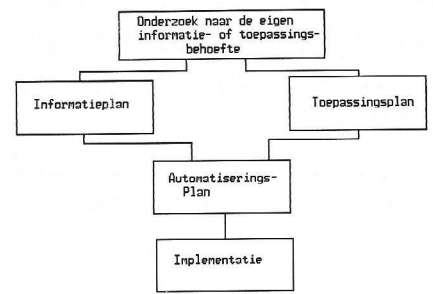 Onderzoek naar de eigen
informatie- of toepassings-
behoefte
Informatieplan
Toepassingsplan
Automatiserings-
Plan
Implementatie